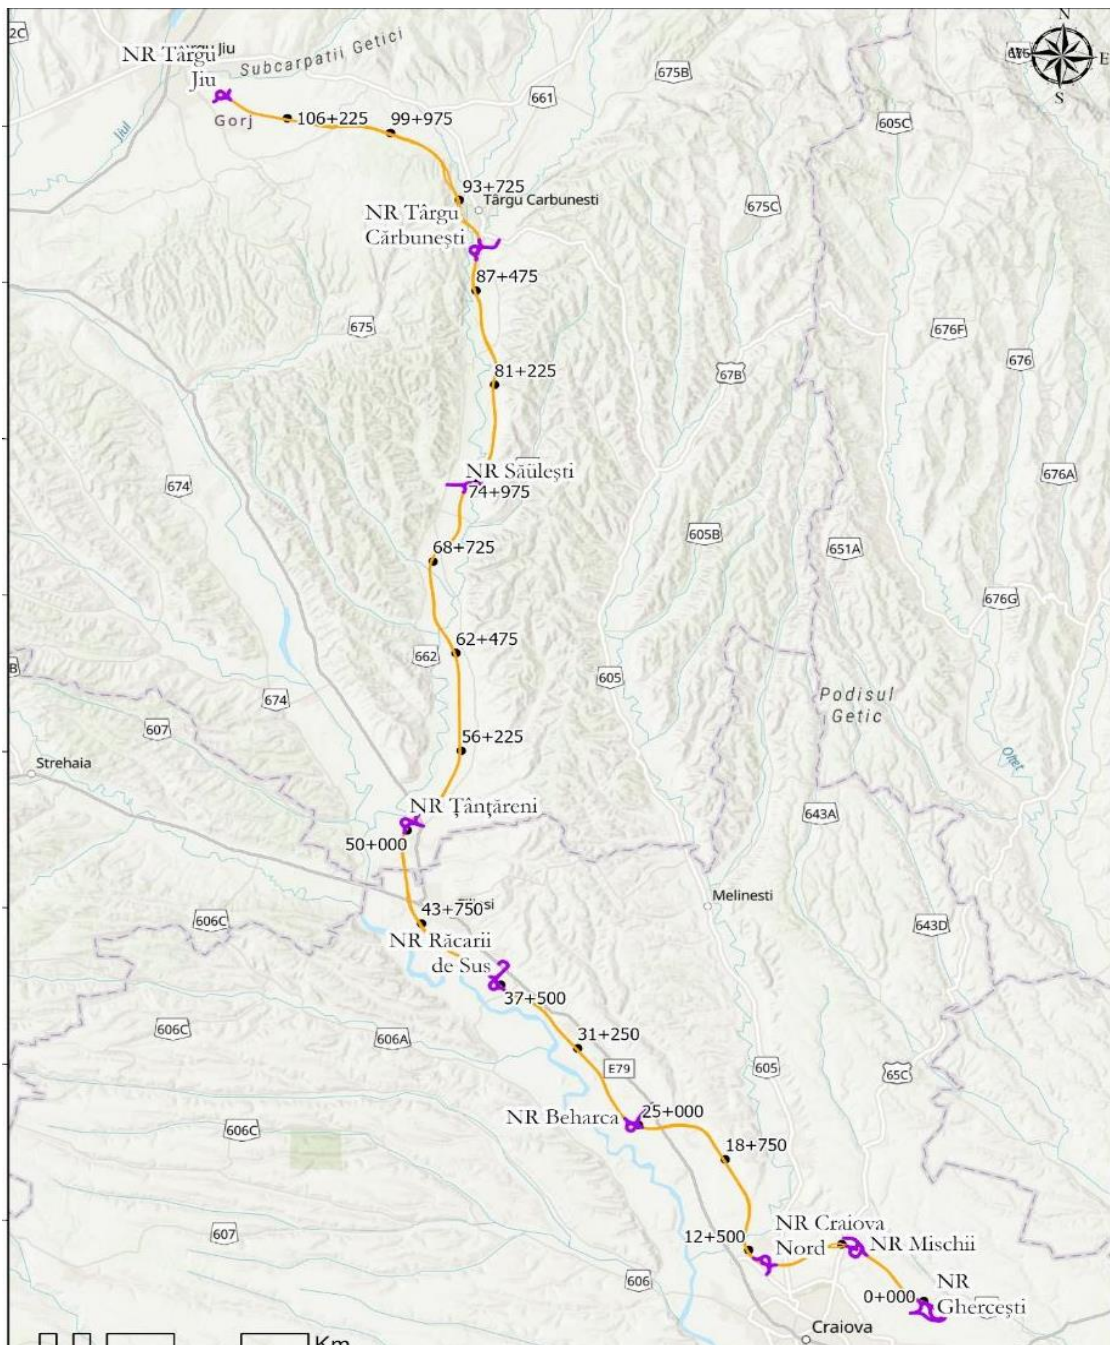 N
E
S
2C
NR Târgu
Jiu
Subcarpatii Getici
675B
661
605C
Gorj
Jiul
106+225
99+975
93+725
Târgu Carbunesti
675C
NR Târgu
Cărbunești
87+475
675
676F
676
67B
81+225
NR Săülești
74+975
674
676A
605B
651A
68+725
676G
62+475
662
605
674
Podisul
Getic
607
56+225
Strehaia
Olteț
NR Țânțăreni
643A
50+000
Melinesti
43+750
606C
643D
NR Răcarii
de Sus
37+500
606C
606A
31+250
E79
605
65C
NR Beharca
25+000
606C
18+750
607
12+500
NR Craiova
Nord
NR Mischii
606
0+000
NR
Ghercești
Craiova
Km